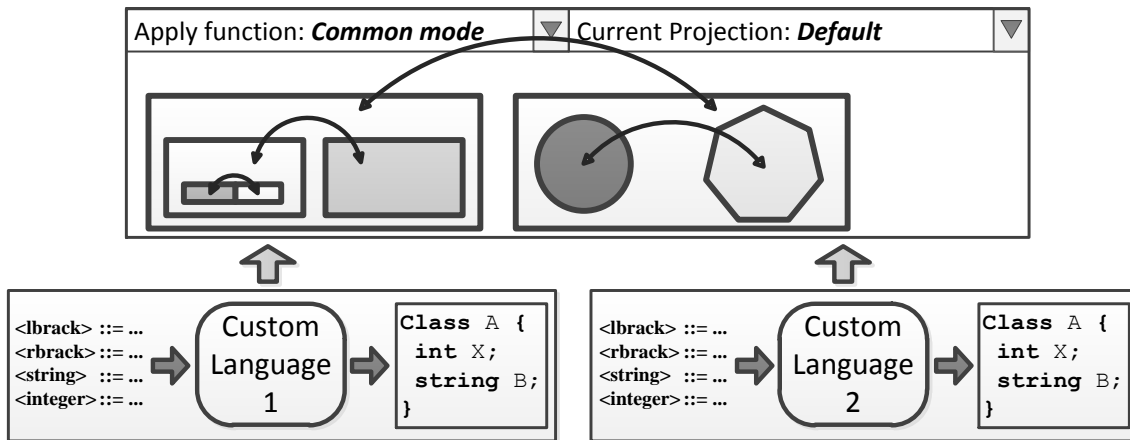 Apply function: Common mode
Current Projection: Default
<lbrack> ::= ...
<rbrack> ::= ...
<string> ::= ...
<integer> ::= ...
Custom
Language
1
Class A {
int X;
string B;
}
<lbrack> ::= ...
<rbrack> ::= ...
<string> ::= ...
<integer> ::= ...
Custom
Language
2
Class A {
int X;
string B;
}